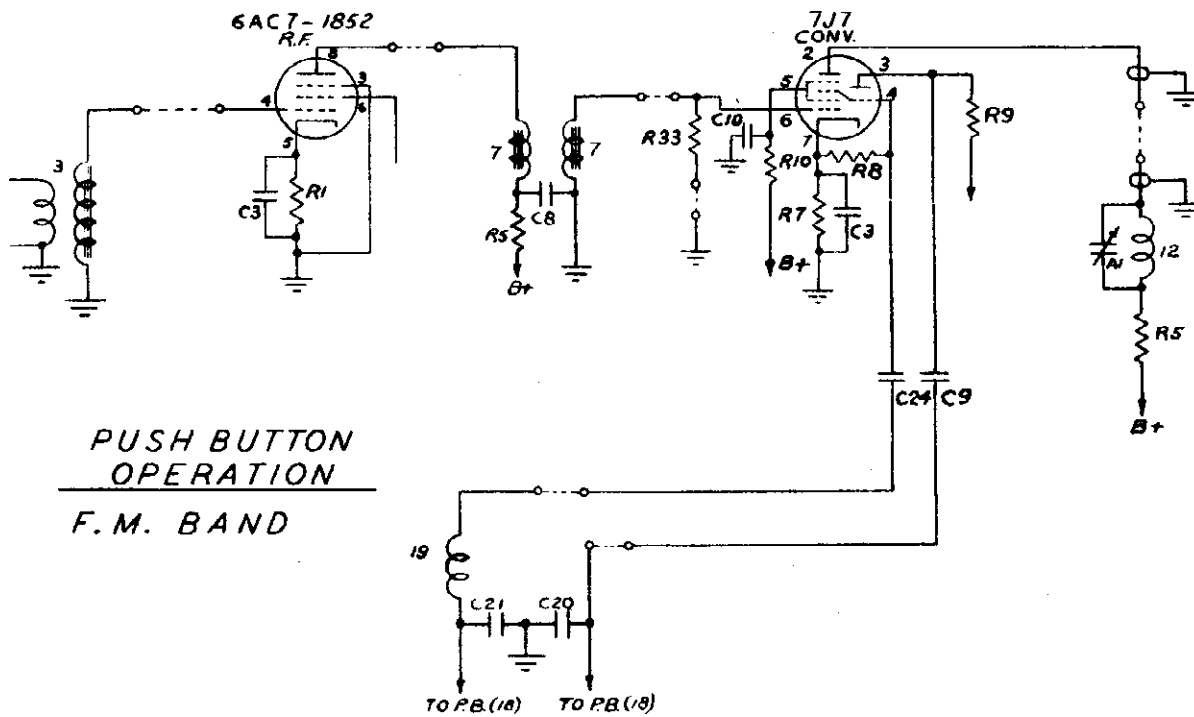 6AC7-1852
R.F.
7J7
CONV.
8
2
3
3
5
4
4
6
C10
6
R9
3
5
7
7
R33
7
R10
R8
C3
R1
C8
R7
C3
R5
A1
12
B+
B+
R5
C24
C9
B+
PUSH BUTTON
OPERATION
F.M. BAND
19
C21
C20
TO P.B.(18)
TO P.B.(18)